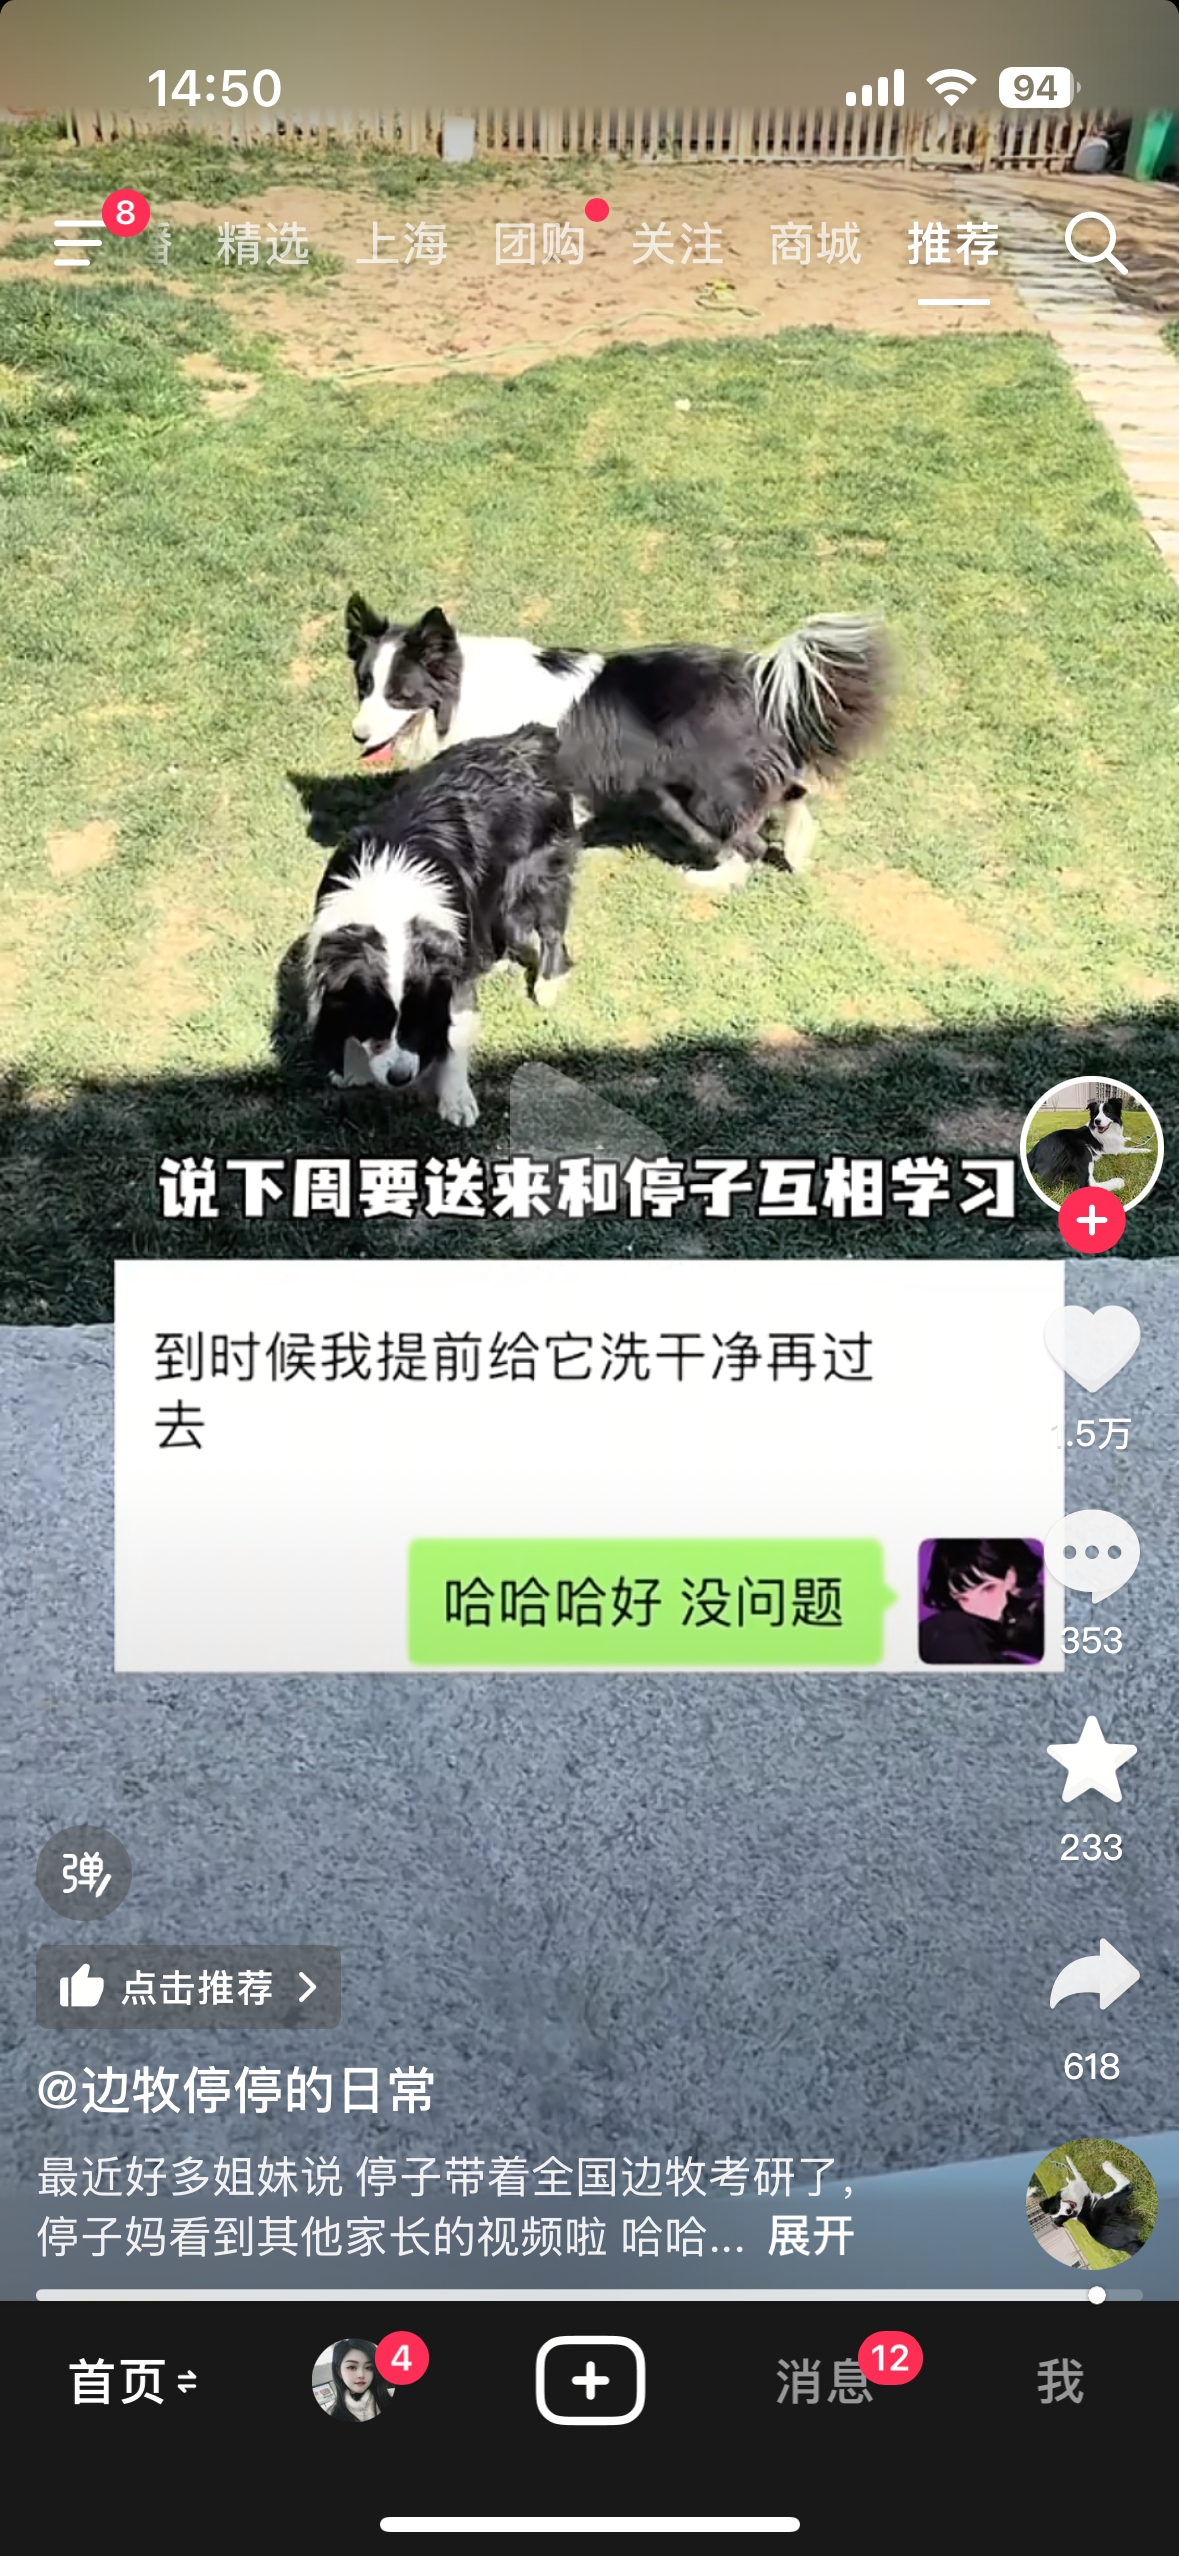 14:50
94
8
精选 上海 团购 关注 商城 推荐
说下周要送来和停子互相学习
到时候我提前给它洗干净再过
去
1.5万
哈哈哈好 没问题
353
233
弹
点击推荐
618
@边牧停停的日常
最近好多姐妹说 停子带着全国边牧考研了,
停子妈看到其他家长的视频啦 哈哈... 展开
首页
4
消息
12
我